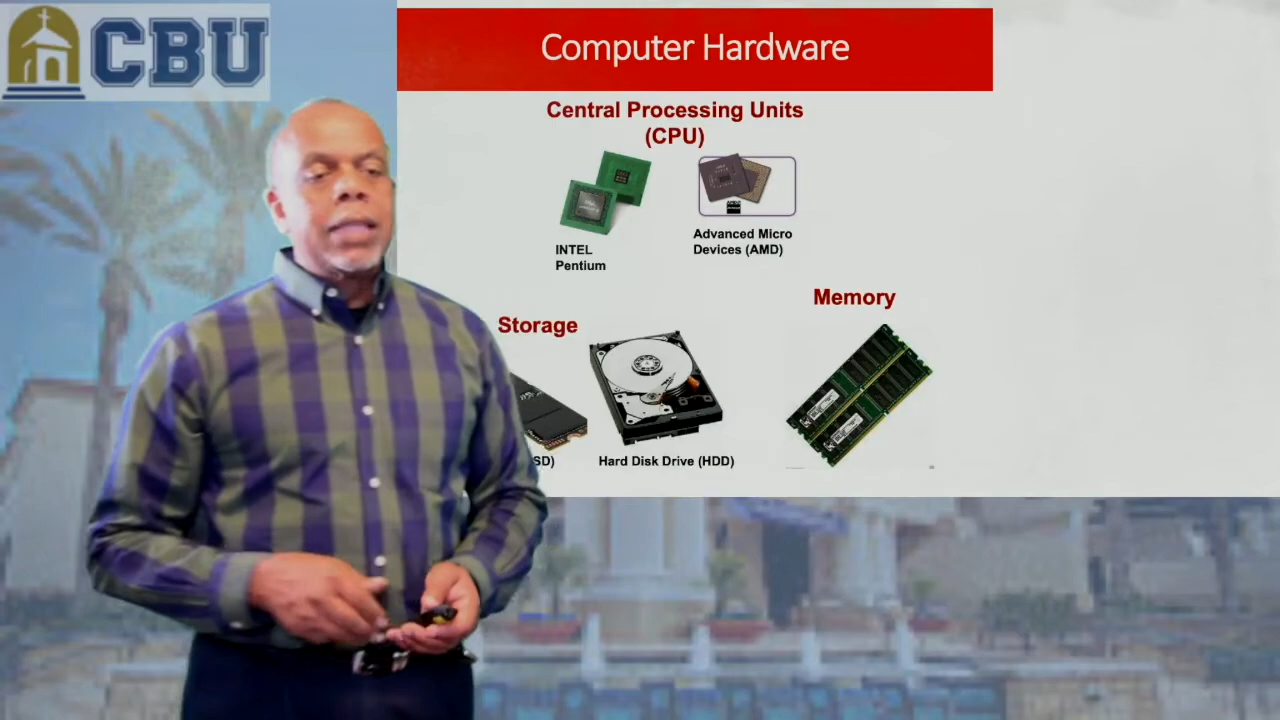 CBU
Computer Hardware
Central Processing Units
(CPU)
INTEL
Pentium
Advanced Micro
Devices (AMD)
Memory
Storage
SD)
Hard Disk Drive (HDD)